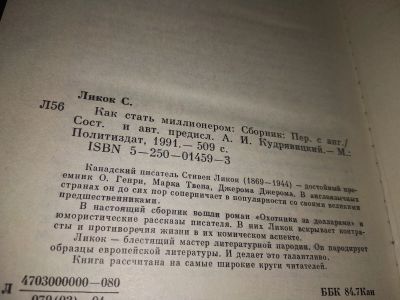 Ликок С.
Л56 Как стать миллионером: Сборник: Пер. с анг./
Сост. и авт. предисл. А. И. Кудрявицкий.— М.:
Политиздат, 1991.— 509 с.
ISBN 5—250—01459—3
Канадский писатель Стивен Ликок (1869—1944) — достойный пре-
емник О. Генри, Марка Твена, Джерома Джерома. В англоязычных
странах он до сих пор соперничает в популярности со своими великими
предшественниками.
В настоящий сборник вошли роман «Охотники за долларами» и
юмористические рассказы писателя. В них Ликок вскрывает контрас-
ты и противоречия жизни в их комическом аспекте.
Ликок — блестящий мастер литературной пародии. Он пародирует
образцы европейской литературы. И делает это талантливо.
Книга рассчитана на самые широкие круги читателей.
Л 4703000000—080
ББК 84.7Кан